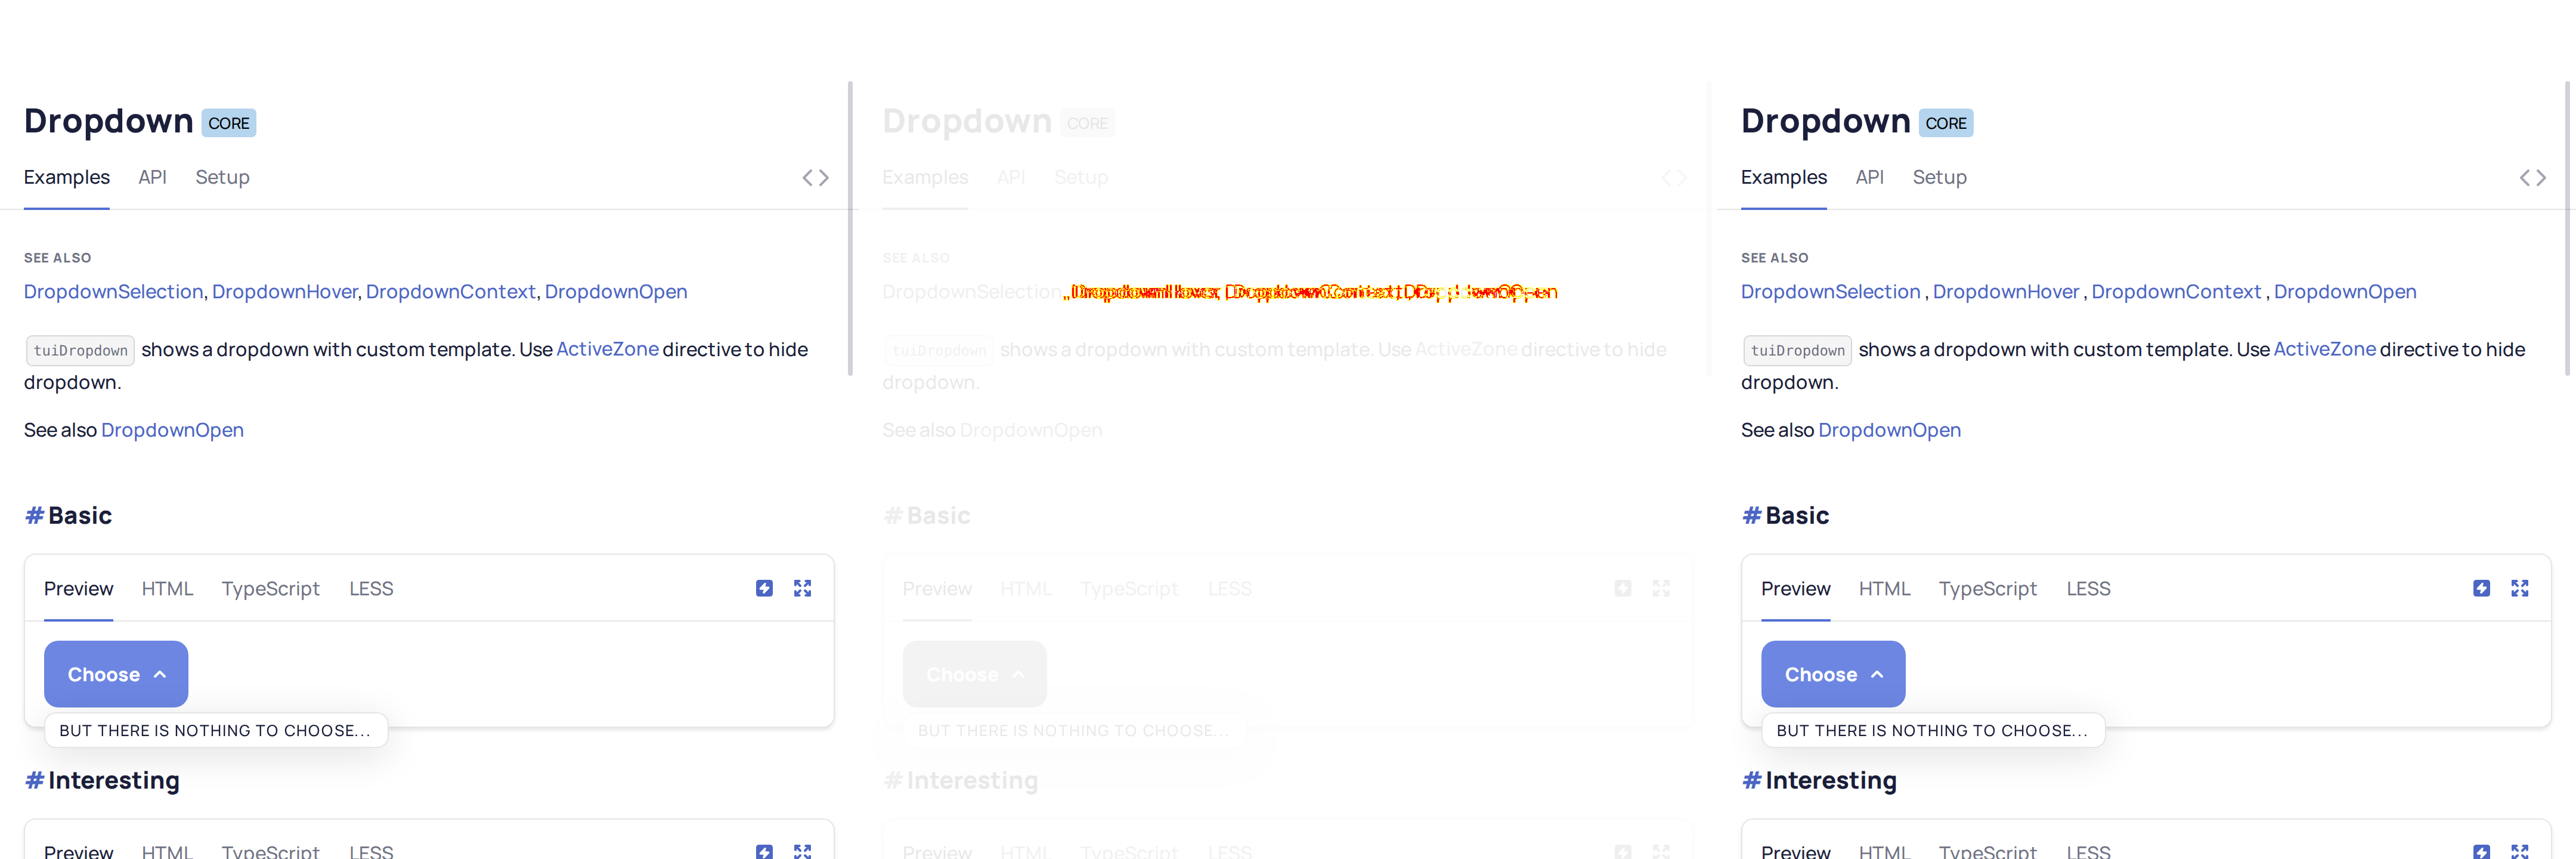 Dropdown CORE
Examples API Setup
SEE ALSO
DropdownSelection, DropdownHover, DropdownContext, DropdownOpen
tuiDropdown shows a dropdown with custom template. Use ActiveZone directive to hide
dropdown.
See also DropdownOpen
#Basic
Preview HTML TypeScript LESS
Choose
BUT THERE IS NOTHING TO CHOOSE...
#Interesting
Preview HTML TypeScript LESS
Dropdown CORE
Examples API Setup
SEE ALSO
DropdownSelection
tuiDropdown shows a dropdown with custom template. Use ActiveZone directive to hide
dropdown.
See also DropdownOpen
#Basic
Preview HTML TypeScript LESS
Choose
BUT THERE IS NOTHING TO CHOOSE...
#Interesting
Preview HTML TypeScript LESS
Dropdown CORE
Examples API Setup
SEE ALSO
DropdownSelection , DropdownHover , DropdownContext , DropdownOpen
tuiDropdown shows a dropdown with custom template. Use ActiveZone directive to hide
dropdown.
See also DropdownOpen
#Basic
Preview HTML TypeScript LESS
Choose
BUT THERE IS NOTHING TO CHOOSE...
#Interesting
Preview HTML TypeScript LESS